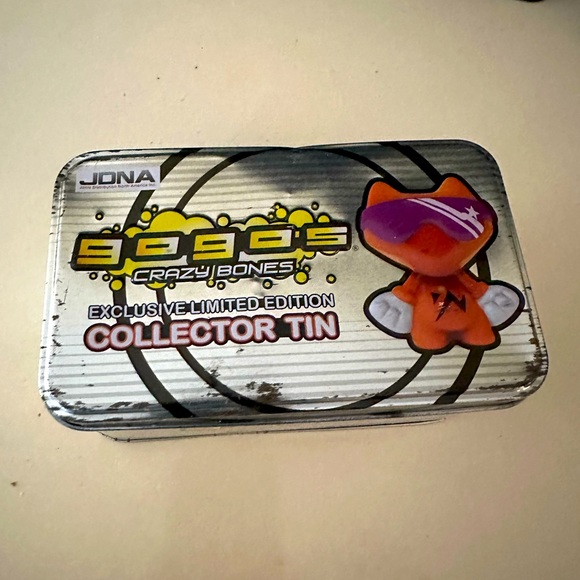 JDNA
gogo's
CRAZY BONES
EXCLUSIVE LIMITED EDITION
COLLECTOR TIN